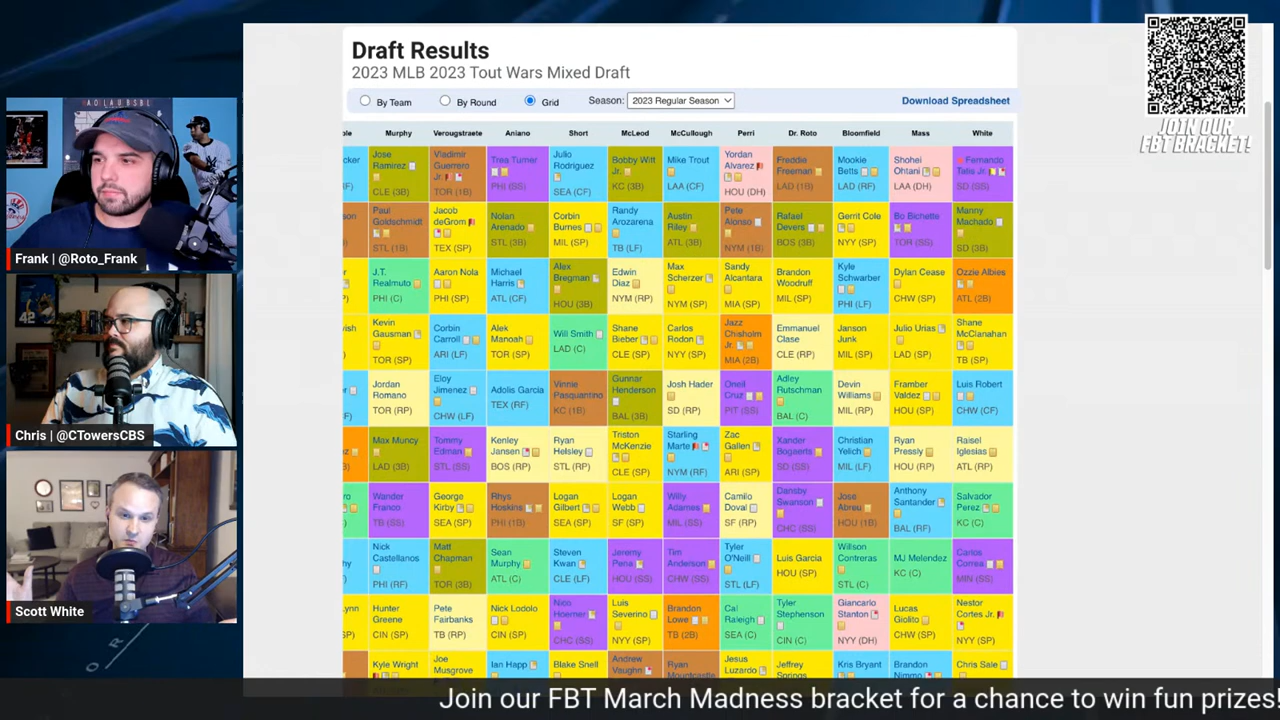 Draft Results
2023 MLB 2023 Tout Wars Mixed Draft
By Team By Round Grid Season: 2023 Regular Season Download Spreadsheet
Murphy Verougstraete Aniano Short McLeod McCullough Perri Dr. Roto Bloomfield Mass White
Jose Ramirez CLE (3B)
Vladimir Guerrero Jr. TOR (1B)
Trea Turner PHI (SS)
Julio Rodriguez SEA (CF)
Bobby Witt Jr. KC (3B)
Mike Trout LAA (CF)
Yordan Alvarez HOU (DH)
Freddie Freeman LAD (1B)
Mookie Betts LAD (RF)
Shohei Ohtani LAA (DH)
Fernando Tatis Jr. SD (SS)
Paul Goldschmidt STL (1B)
Jacob deGrom TEX (SP)
Nolan Arenado STL (3B)
Corbin Burnes MIL (SP)
Randy Arozarena TB (LF)
Austin Riley ATL (3B)
Pete Alonso NYM (1B)
Rafael Devers BOS (3B)
Gerrit Cole NYY (SP)
Bo Bichette TOR (SS)
Manny Machado SD (3B)
J.T. Realmuto PHI (C)
Aaron Nola PHI (SP)
Michael Harris ATL (CF)
Alex Bregman HOU (3B)
Edwin Diaz NYM (RP)
Max Scherzer NYM (SP)
Sandy Alcantara MIA (SP)
Brandon Woodruff MIL (SP)
Kyle Schwarber PHI (LF)
Dylan Cease CHW (SP)
Ozzie Albies ATL (2B)
Kevin Gausman TOR (SP)
Corbin Carroll ARI (LF)
Alek Manoah TOR (SP)
Will Smith LAD (C)
Shane Bieber CLE (SP)
Carlos Rodon NYY (SP)
Jazz Chisholm Jr. MIA (2B)
Emmanuel Clase CLE (RP)
Janson Junk MIL (SP)
Julio Urias LAD (SP)
Shane McClanahan TB (SP)
Jordan Romano TOR (RP)
Eloy Jimenez CHW (LF)
Adolis Garcia TEX (RF)
Vinnie Pasquantino KC (1B)
Gunnar Henderson BAL (3B)
Josh Hader SD (RP)
Oneil Cruz PIT (SS)
Adley Rutschman BAL (C)
Devin Williams MIL (RP)
Framber Valdez HOU (SP)
Luis Robert CHW (CF)
Max Muncy LAD (3B)
Tommy Edman STL (SS)
Kenley Jansen BOS (RP)
Ryan Helsley STL (RP)
Triston McKenzie CLE (SP)
Starling Marte NYM (RF)
Zac Gallen ARI (SP)
Xander Bogaerts SD (SS)
Christian Yelich MIL (LF)
Ryan Pressly HOU (RP)
Raisel Iglesias ATL (RP)
Wander Franco TB (SS)
George Kirby SEA (SP)
Rhys Hoskins PHI (1B)
Logan Gilbert SEA (SP)
Logan Webb SF (SP)
Willy Adames MIL (SS)
Camilo Doval SF (RP)
Dansby Swanson CHC (SS)
Jose Abreu HOU (1B)
Anthony Santander BAL (RF)
Salvador Perez KC (C)
Nick Castellanos PHI (RF)
Matt Chapman TOR (3B)
Sean Murphy ATL (C)
Steven Kwan CLE (LF)
Jeremy Pena HOU (SS)
Tim Anderson CHW (SS)
Tyler O'Neill STL (LF)
Luis Garcia HOU (SP)
Willson Contreras STL (C)
MJ Melendez KC (C)
Carlos Correa MIN (SS)
Hunter Greene CIN (SP)
Pete Fairbanks TB (RP)
Nick Lodolo CIN (SP)
Nico Hoerner CHC (SS)
Luis Severino NYY (SP)
Brandon Lowe TB (2B)
Cal Raleigh SEA (C)
Tyler Stephenson CIN (C)
Giancarlo Stanton NYY (DH)
Lucas Giolito CHW (SP)
Nestor Cortes Jr. NYY (SP)
Kyle Wright
Joe Musgrove
Ian Happ
Blake Snell
Andrew Vaughn
Ryan Mountcastle
Jesus Luzardo
Jeffrey Springs
Kris Bryant
Brandon Nimmo
Chris Sale
JOIN OUR
FBT BRACKET!
Frank | @Roto_Frank
Chris | @CTowersCBS
Scott White
Join our FBT March Madness bracket for a chance to win fun prizes!